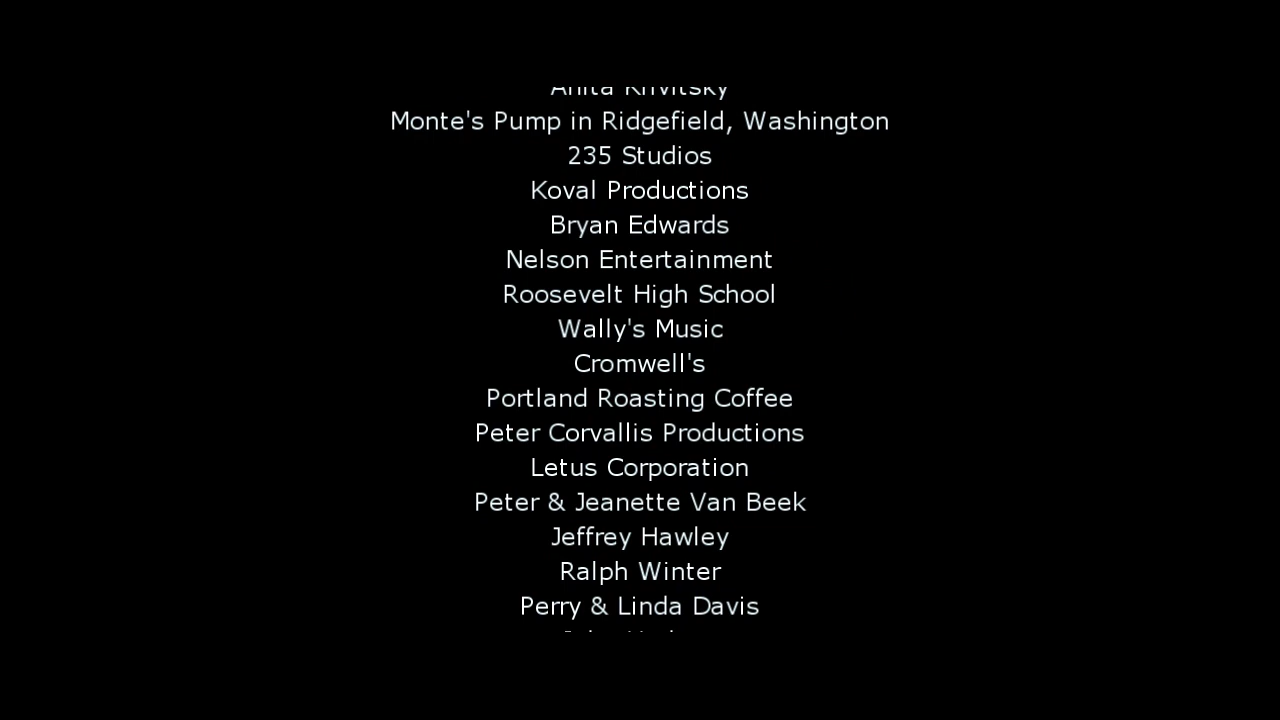 Anita Krivitsky
Monte's Pump in Ridgefield, Washington
235 Studios
Koval Productions
Bryan Edwards
Nelson Entertainment
Roosevelt High School
Wally's Music
Cromwell's
Portland Roasting Coffee
Peter Corvallis Productions
Letus Corporation
Peter & Jeanette Van Beek
Jeffrey Hawley
Ralph Winter
Perry & Linda Davis